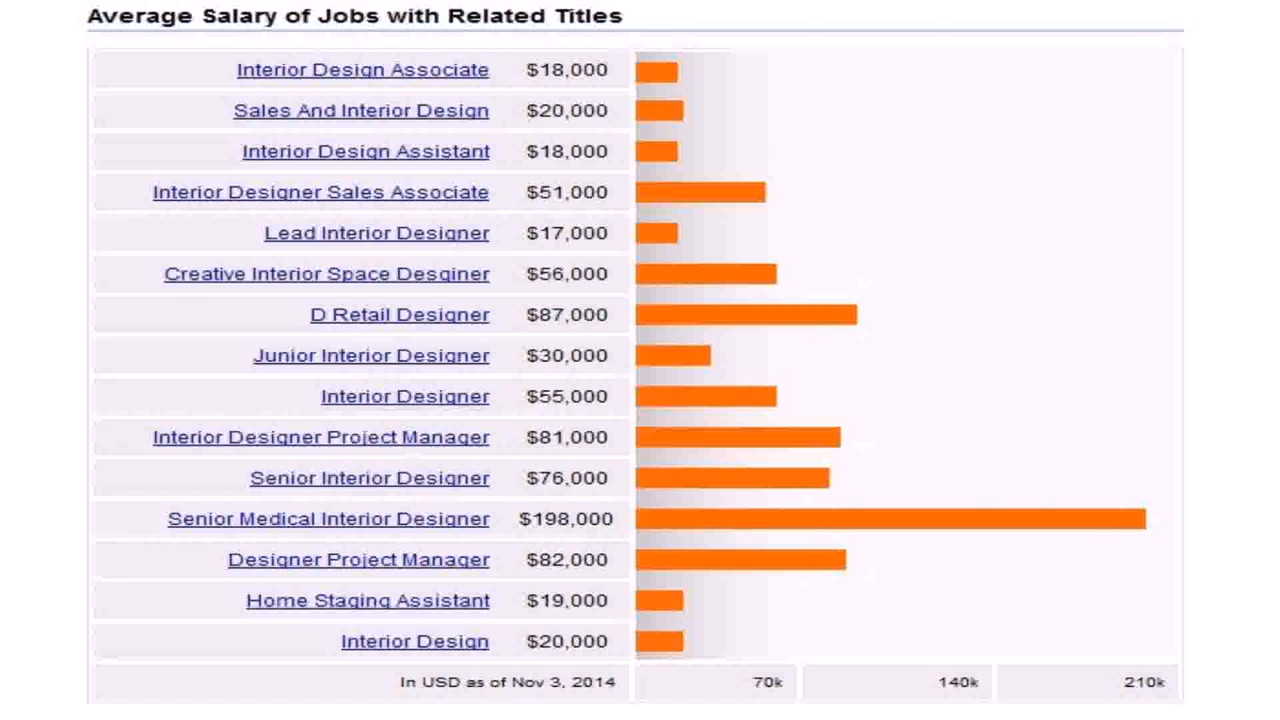 Average Salary of Jobs with Related Titles
Interior Design Associate $18,000
Sales And Interior Design $20,000
Interior Design Assistant $18,000
Interior Designer Sales Associate $51,000
Lead Interior Designer $17,000
Creative Interior Space Desginer $56,000
D Retail Designer $87,000
Junior Interior Designer $30,000
Interior Designer $55,000
Interior Designer Project Manager $81,000
Senior Interior Designer $76,000
Senior Medical Interior Designer $198,000
Designer Project Manager $82,000
Home Staging Assistant $19,000
Interior Design $20,000
In USD as of Nov 3, 2014 70k 140k 210k